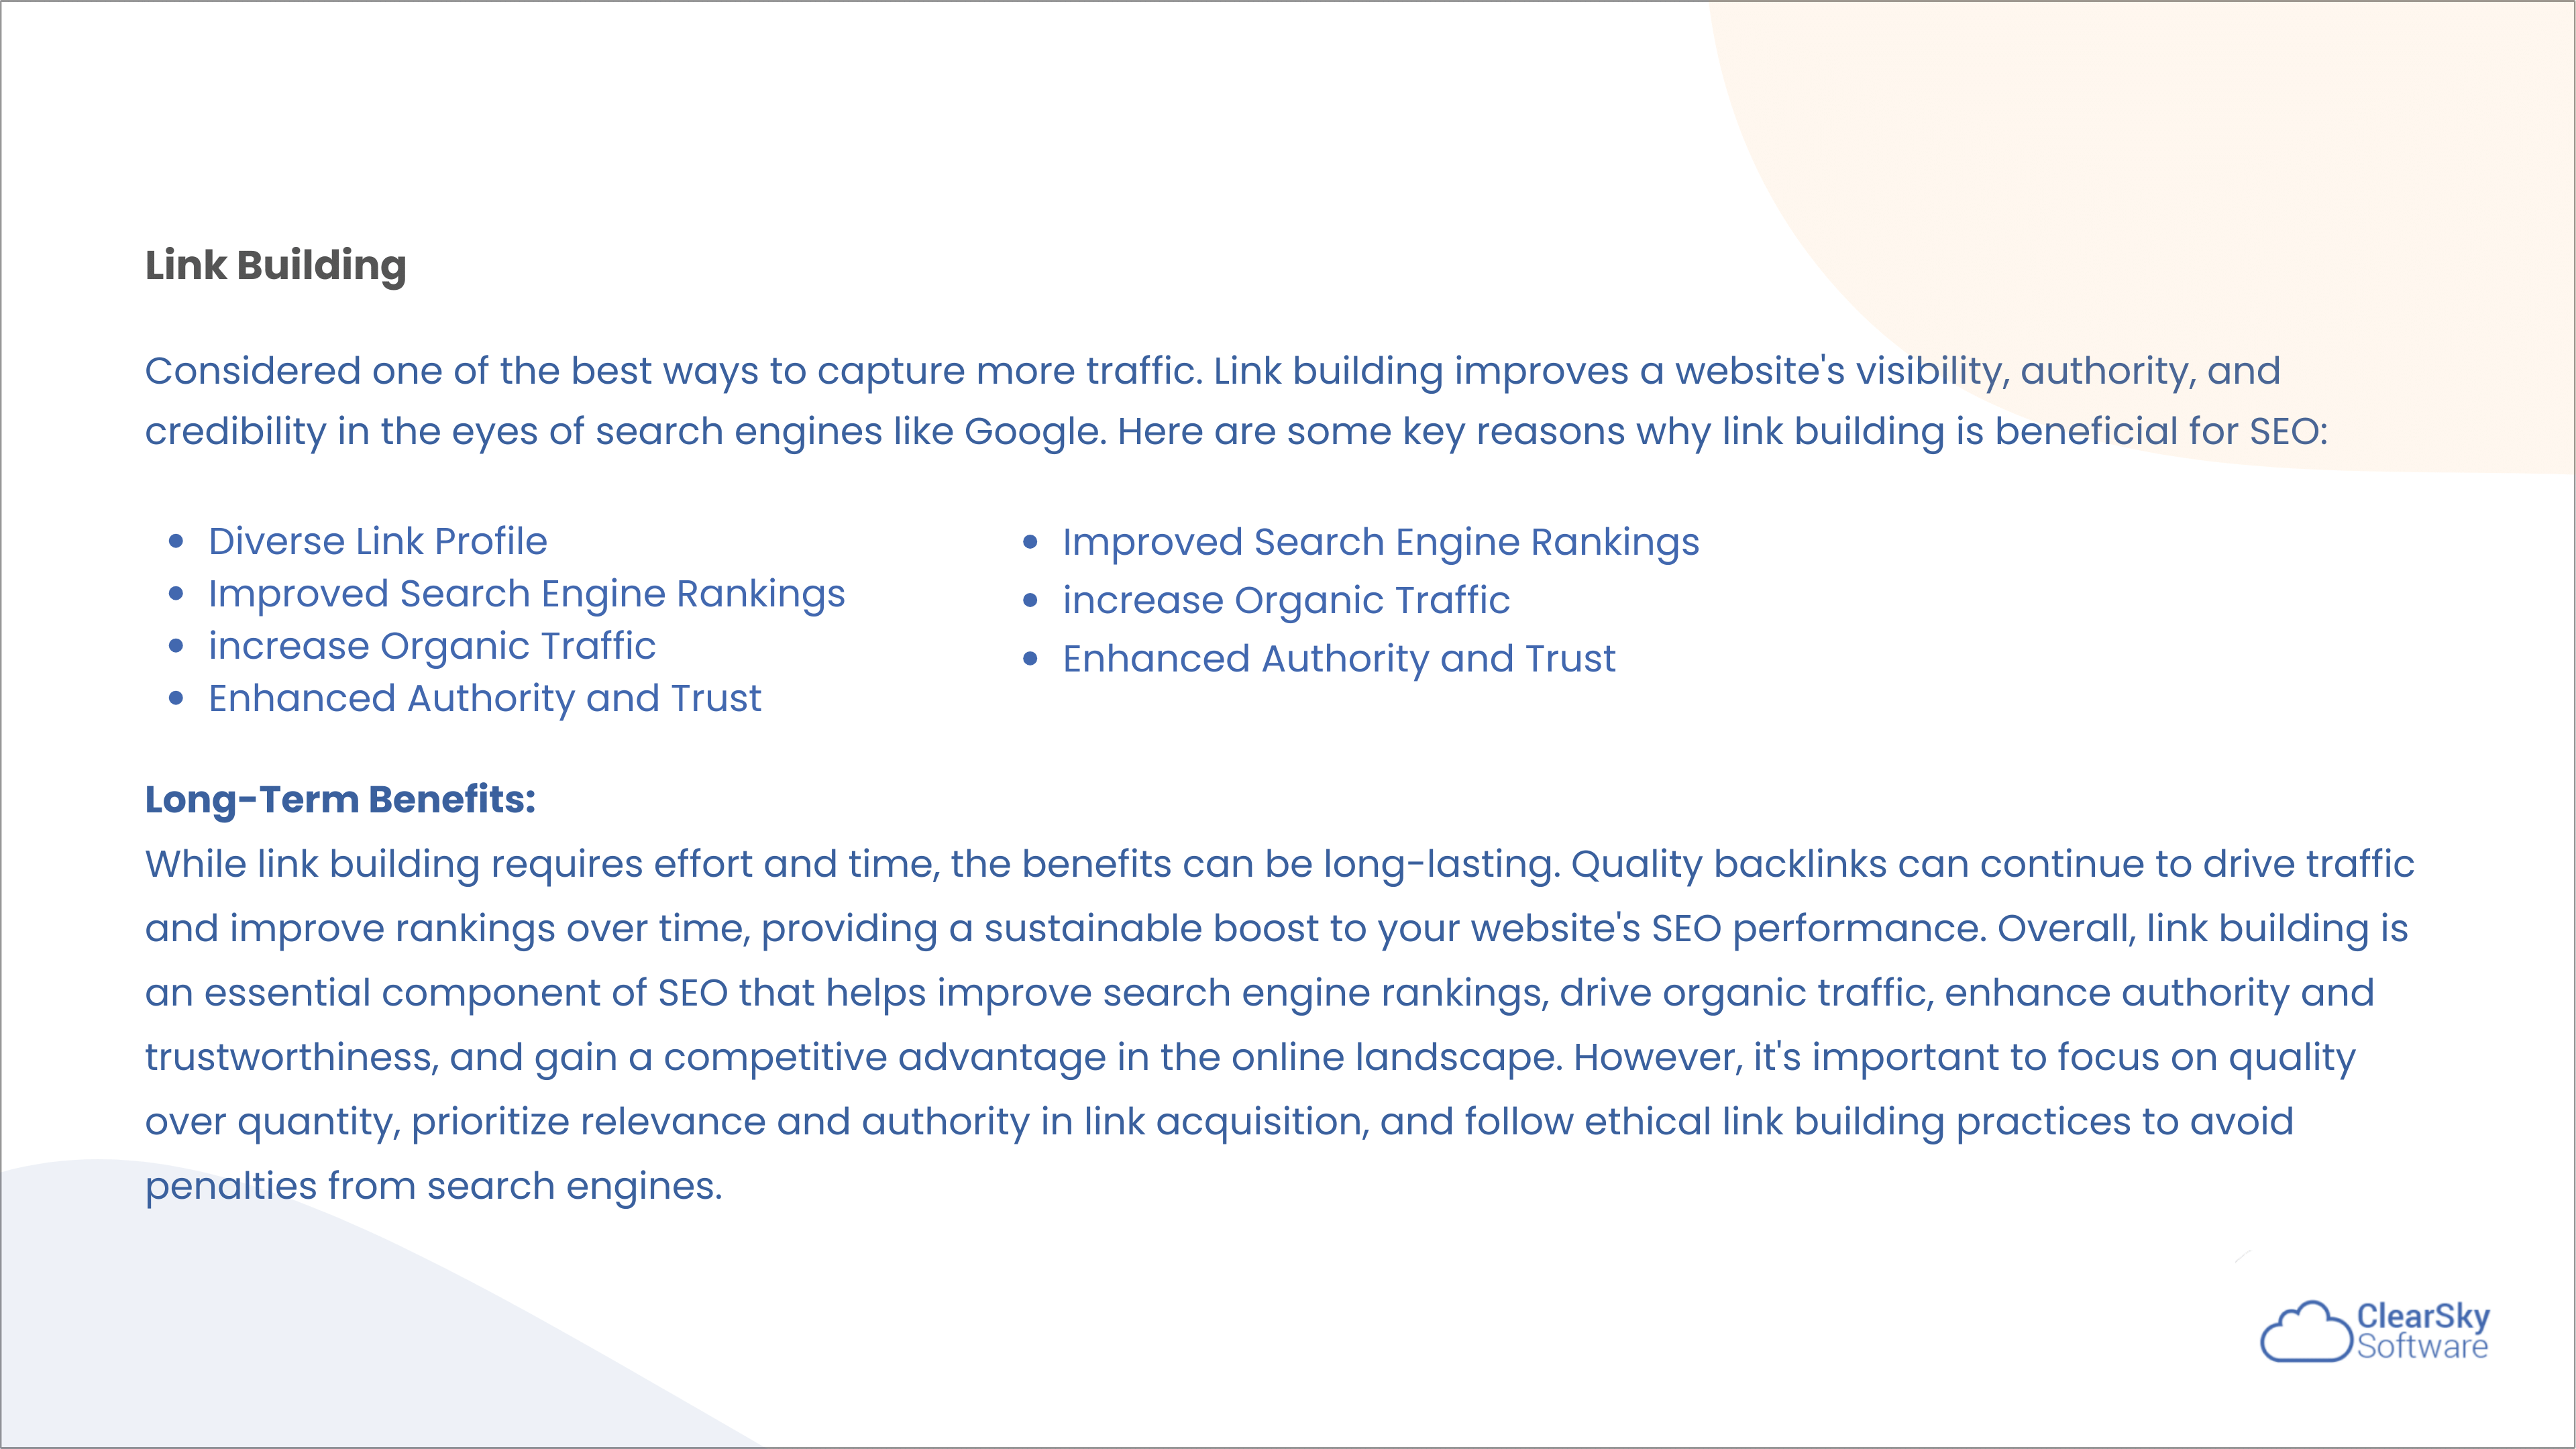 Link Building
Considered one of the best ways to capture more traffic. Link building improves a website's visibility, authority, and
credibility in the eyes of search engines like Google. Here are some key reasons why link building is beneficial for SEO:
Diverse Link Profile
Improved Search Engine Rankings
increase Organic Traffic
Enhanced Authority and Trust
Improved Search Engine Rankings
increase Organic Traffic
Enhanced Authority and Trust
Long-Term Benefits:
While link building requires effort and time, the benefits can be long-lasting. Quality backlinks can continue to drive traffic
and improve rankings over time, providing a sustainable boost to your website's SEO performance. Overall, link building is
an essential component of SEO that helps improve search engine rankings, drive organic traffic, enhance authority and
trustworthiness, and gain a competitive advantage in the online landscape. However, it's important to focus on quality
over quantity, prioritize relevance and authority in link acquisition, and follow ethical link building practices to avoid
penalties from search engines.
ClearSky
Software